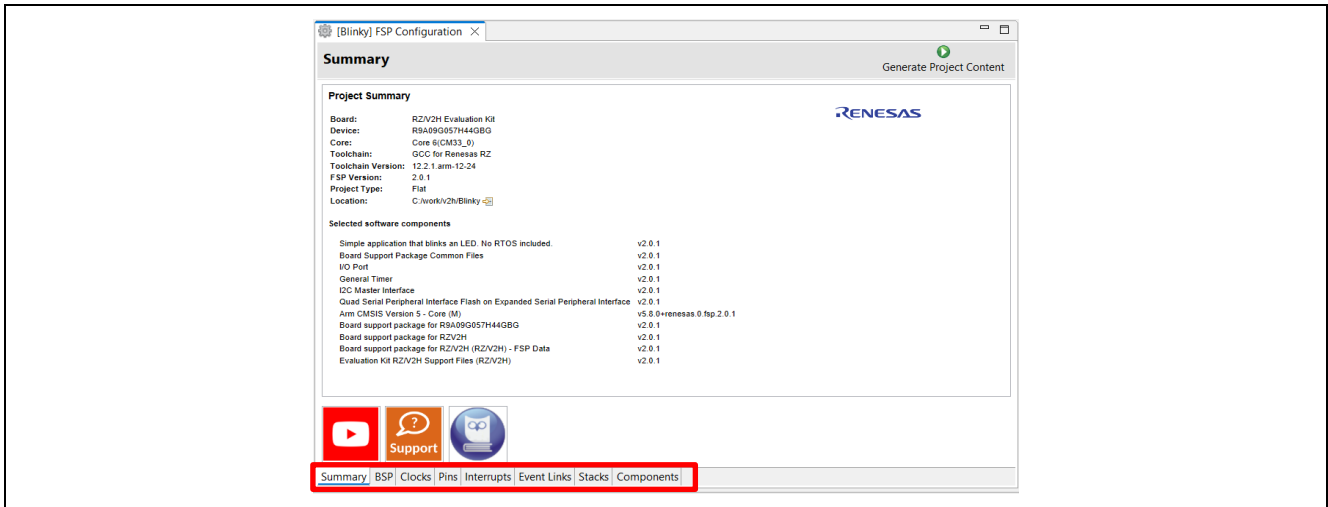 [Blinky] FSP Configuration
Summary
Generate Project Content
Project Summary
RENESAS
Board: RZ/V2H Evaluation Kit
Device: R9A09G057H44GBG
Core: Core 6(CM33_0)
Toolchain: GCC for Renesas RZ
Toolchain Version: 12.2.1.arm-12-24
FSP Version: 2.0.1
Project Type: Flat
Location: C:/work/v2h/Blinky
Selected software components
Simple application that blinks an LED. No RTOS included. v2.0.1
Board Support Package Common Files v2.0.1
I/O Port v2.0.1
General Timer v2.0.1
I2C Master Interface v2.0.1
Quad Serial Peripheral Interface Flash on Expanded Serial Peripheral Interface v2.0.1
Arm CMSIS Version 5 - Core (M) v5.8.0+renesas.0.fsp.2.0.1
Board support package for R9A09G057H44GBG v2.0.1
Board support package for RZV2H v2.0.1
Board support package for RZ/V2H (RZ/V2H) - FSP Data v2.0.1
Evaluation Kit RZ/V2H Support Files (RZ/V2H) v2.0.1
?
Support
Summary BSP Clocks Pins Interrupts Event Links Stacks Components